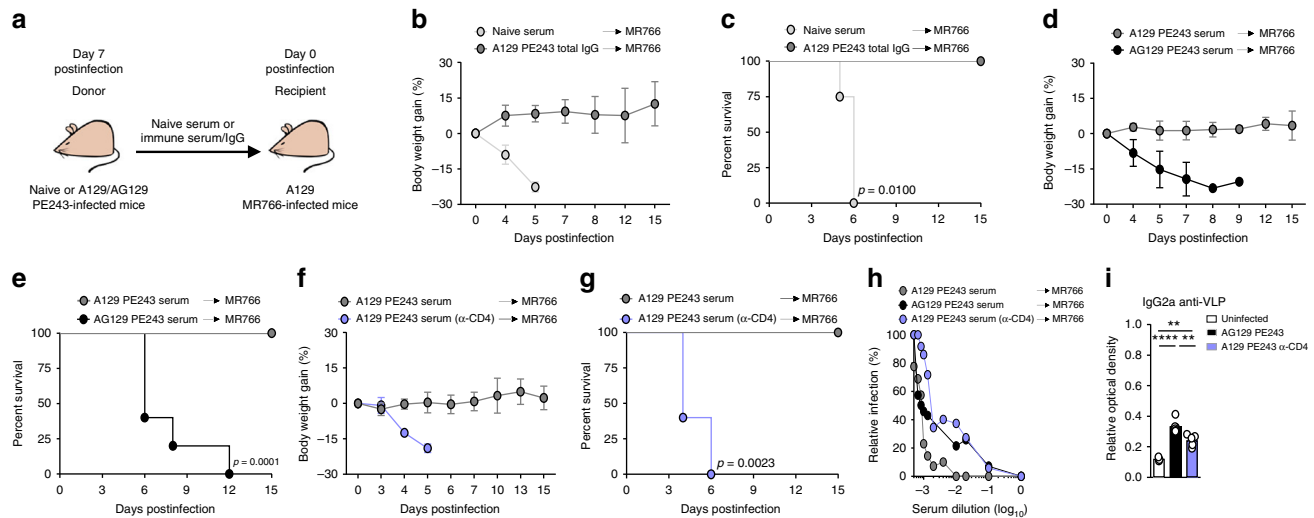 a
Day 7
postinfection
Donor
Day 0
postinfection
Recipient
Naive serum or
immune serum/IgG
Naive or A129/AG129
PE243-infected mice
A129
MR766-infected mice
b
Naive serum MR766
A129 PE243 total IgG MR766
Body weight gain (%)
30
15
0
−15
−30
0 4 5 7 8 12 15
Days postinfection
c
Naive serum MR766
A129 PE243 total IgG MR766
Percent survival
100
75
50
25
0
p = 0.0100
0 3 6 9 12 15
Days postinfection
d
A129 PE243 serum MR766
AG129 PE243 serum MR766
Body weight gain (%)
30
15
0
−15
−30
0 4 5 7 8 9 12 15
Days postinfection
e
A129 PE243 serum MR766
AG129 PE243 serum MR766
Percent survival
100
50
25
0
p = 0.0001
0 3 6 9 12 15
Days postinfection
f
A129 PE243 serum MR766
A129 PE243 serum (α-CD4) MR766
Body weight gain (%)
30
15
0
−15
−30
0 3 4 5 6 7 10 13 15
Days postinfection
g
A129 PE243 serum MR766
A129 PE243 serum (α-CD4) MR766
Percent survival
100
50
25
0
p = 0.0023
0 3 6 9 12 15
Days postinfection
h
A129 PE243 serum MR766
AG129 PE243 serum MR766
A129 PE243 serum (α-CD4) MR766
Relative infection (%)
100
80
60
40
20
0
−3 −2 −1 0
Serum dilution (log10)
i
IgG2a anti-VLP
Uninfected
AG129 PE243
A129 PE243 α-CD4
Relative optical density
1.0
0.8
0.6
0.4
0.2
0.0
**
**** **